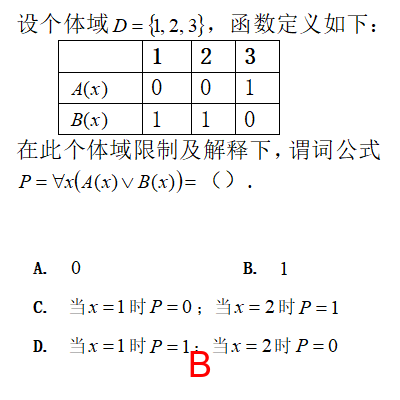 设个体域 D = {1, 2, 3}，函数定义如下：
1 2 3
A(x) 0 0 1
B(x) 1 1 0
在此个体域限制及解释下，谓词公式
P = ∀x(A(x) ∨ B(x)) = （）.
A. 0 B. 1
C. 当 x = 1 时 P = 0； 当 x = 2 时 P = 1
D. 当 x = 1 时 P = 1； 当 x = 2 时 P = 0
B